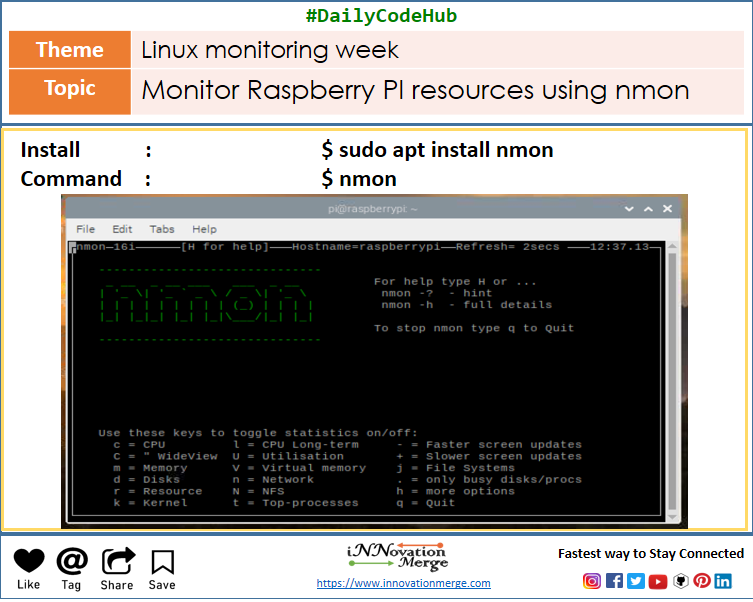 #DailyCodeHub
Theme Linux monitoring week
Topic Monitor Raspberry PI resources using nmon
Install : $ sudo apt install nmon
Command : $ nmon
pi@raspberrypi: ~
File Edit Tabs Help
nmon-16i [H for help] Hostname=raspberrypi Refresh= 2secs 12:37.13
nmon
For help type H or ...
nmon -? - hint
nmon -h - full details
To stop nmon type q to Quit
Use these keys to toggle statistics on/off:
c = CPU l = CPU Long-term - = Faster screen updates
C = " WideView U = Utilisation + = Slower screen updates
m = Memory V = Virtual memory j = File Systems
d = Disks n = Network . = only busy disks/procs
r = Resource N = NFS h = more options
k = Kernel t = Top-processes q = Quit
Like Tag Share Save
iNNovation
Merge
https://www.innovationmerge.com
Fastest way to Stay Connected